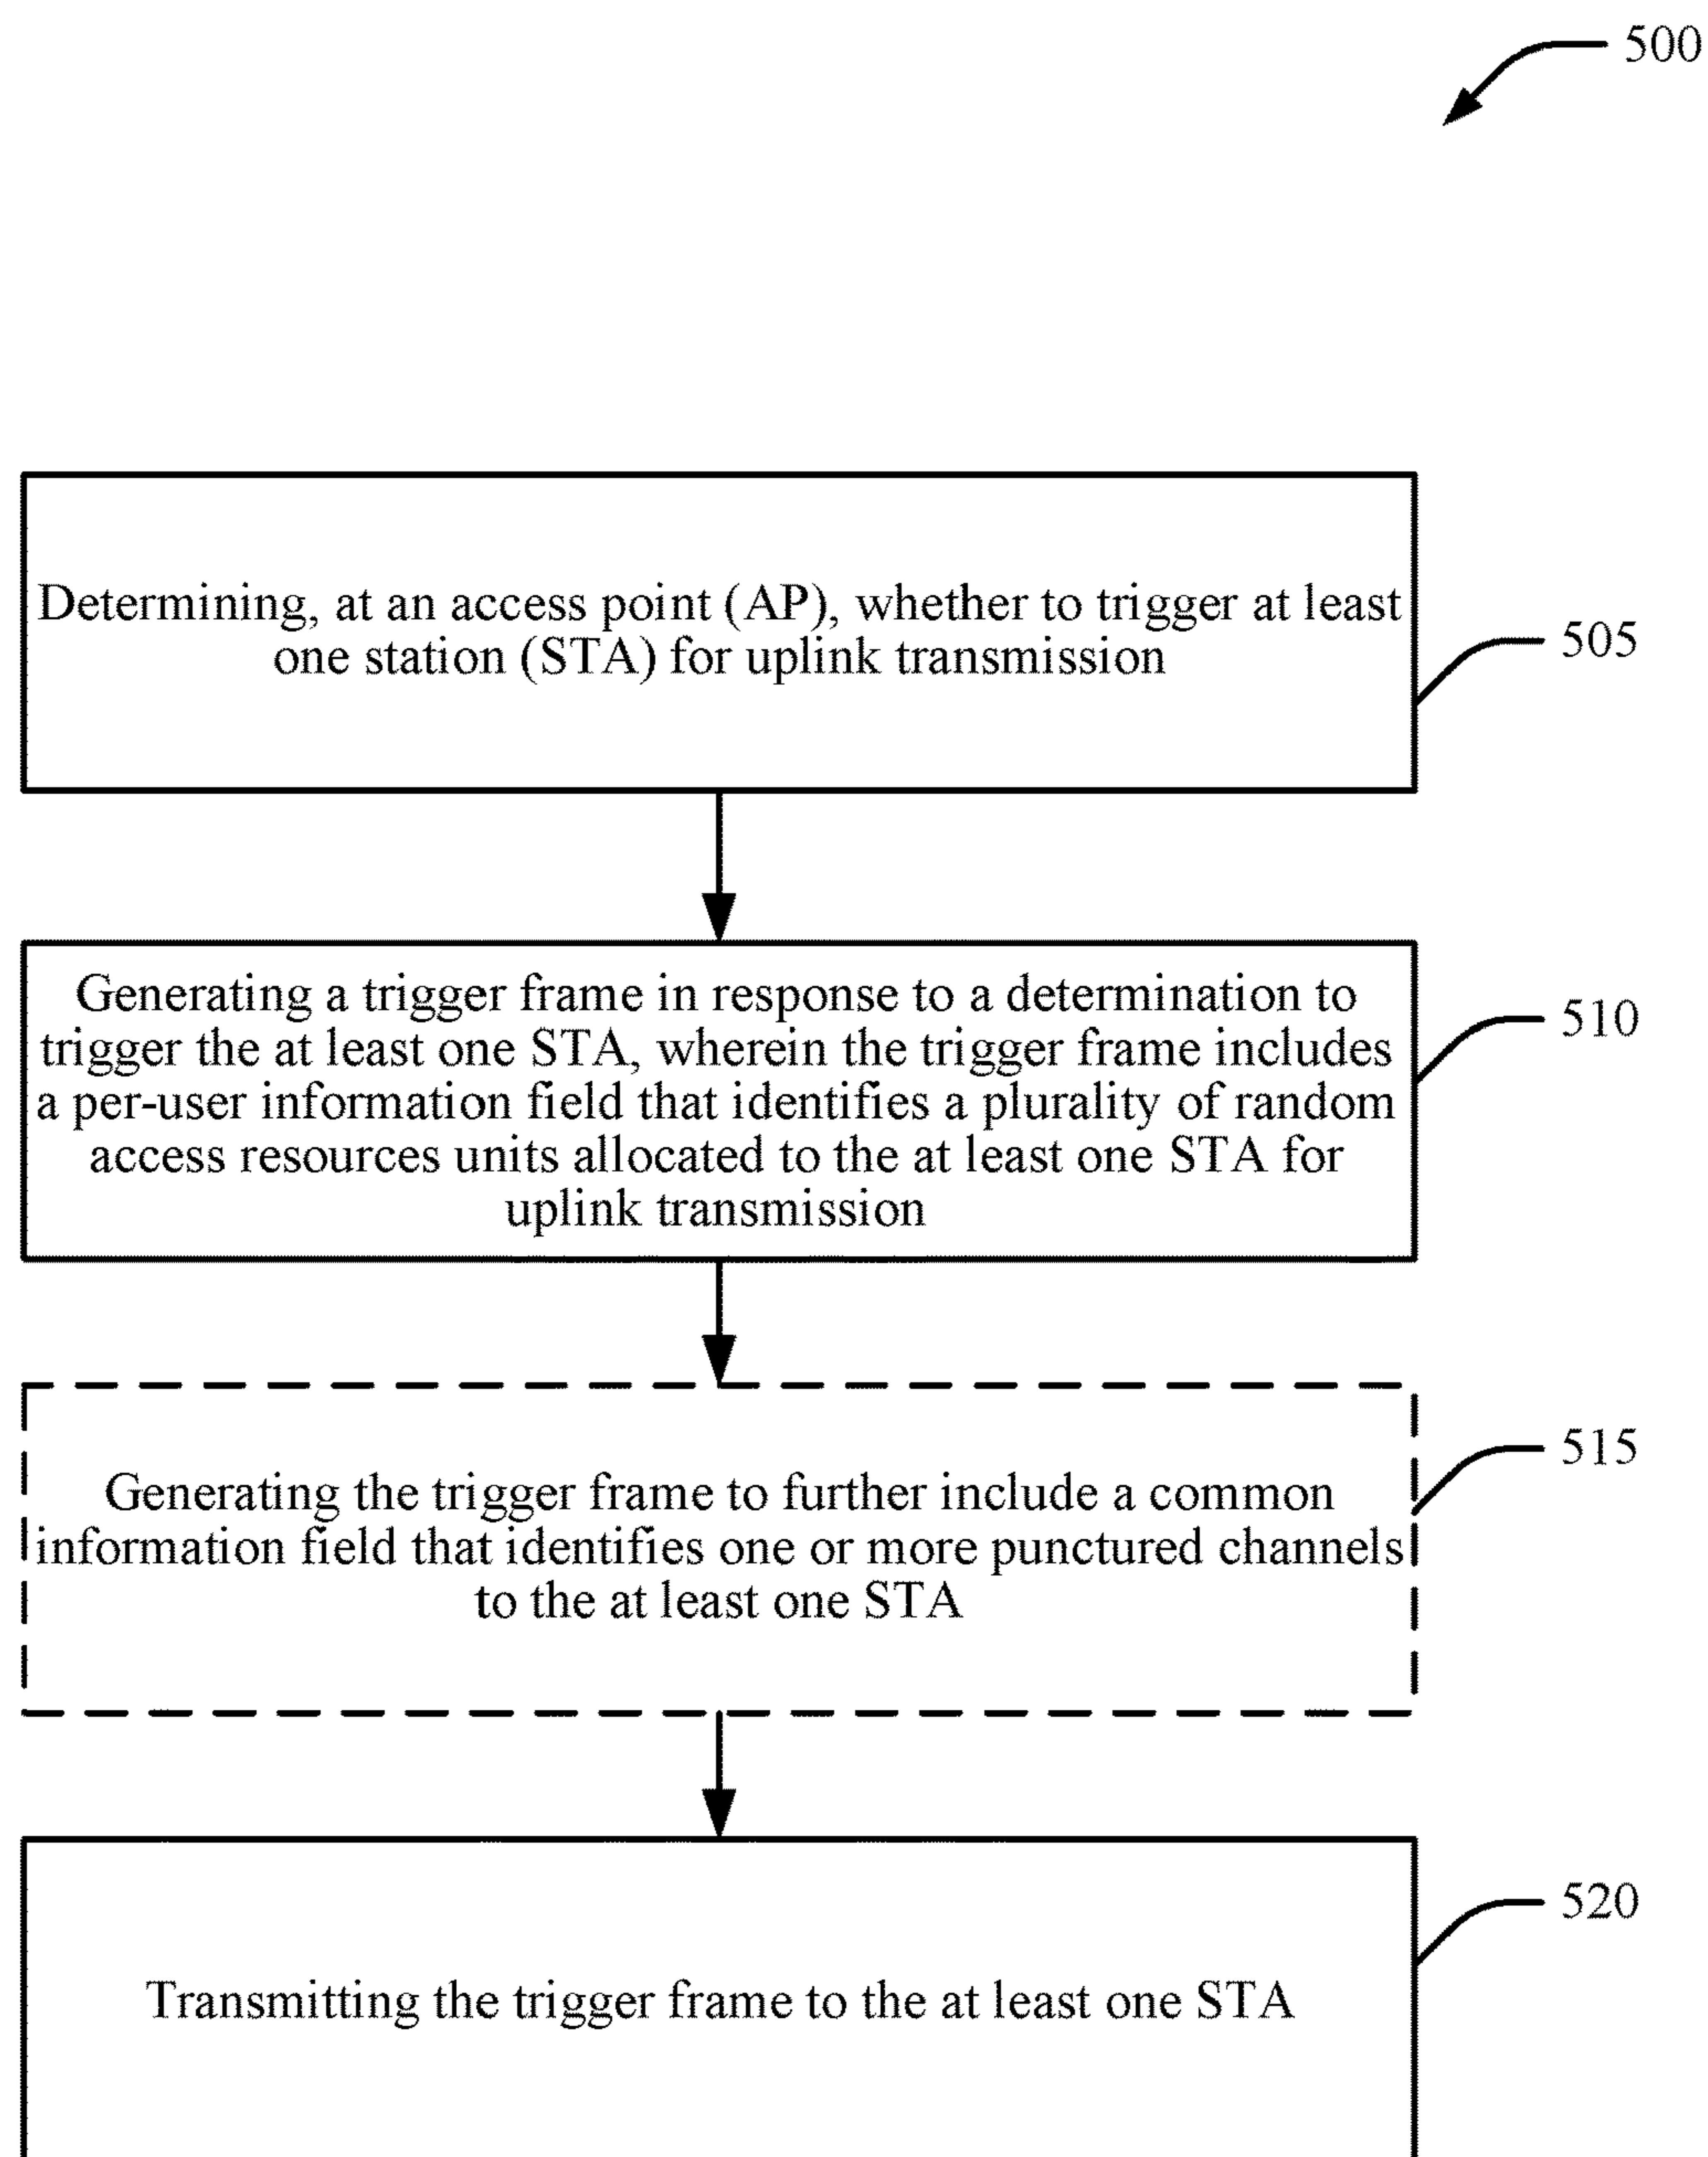 500
Determining, at an access point (AP), whether to trigger at least
one station (STA) for uplink transmission
505
Generating a trigger frame in response to a determination to
trigger the at least one STA, wherein the trigger frame includes
a per-user information field that identifies a plurality of random
access resources units allocated to the at least one STA for
uplink transmission
510
Generating the trigger frame to further include a common
information field that identifies one or more punctured channels
to the at least one STA
515
Transmitting the trigger frame to the at least one STA
520